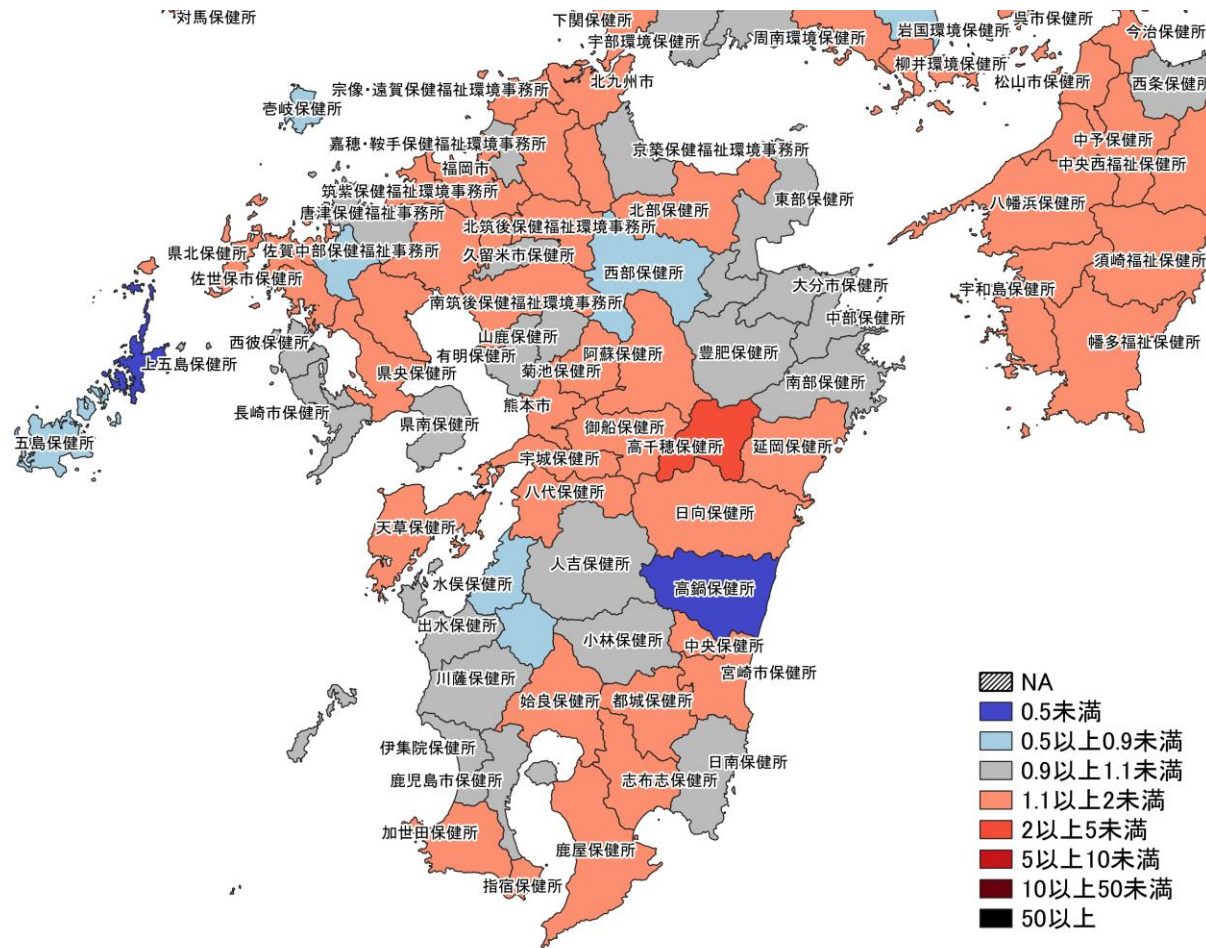 対馬保健所
下関保健所
宇部環境保健所
周南環境保健所
岩国環境保健所
呉市保健所
今治保健所
柳井環境保健所
松山市保健所
西条保健所
北九州市
宗像・遠賀保健福祉環境事務所
壱岐保健所
嘉穂・鞍手保健福祉環境事務所
京築保健福祉環境事務所
中予保健所
福岡市
中央西福祉保健所
筑紫保健福祉環境事務所
東部保健所
唐津保健福祉事務所
北部保健所
八幡浜保健所
北筑後保健福祉環境事務所
県北保健所
佐賀中部保健福祉事務所
久留米市保健所
須崎福祉保健所
佐世保市保健所
西部保健所
大分市保健所
宇和島保健所
南筑後保健福祉環境事務所
中部保健所
西彼保健所
山鹿保健所
幡多福祉保健所
上五島保健所
有明保健所
阿蘇保健所
豊肥保健所
県央保健所
菊池保健所
南部保健所
長崎市保健所
熊本市
県南保健所
御船保健所
五島保健所
高千穂保健所
延岡保健所
宇城保健所
八代保健所
日向保健所
天草保健所
人吉保健所
水俣保健所
高鍋保健所
出水保健所
小林保健所
中央保健所
川薩保健所
宮崎市保健所
姶良保健所
都城保健所
伊集院保健所
日南保健所
鹿児島市保健所
志布志保健所
加世田保健所
鹿屋保健所
指宿保健所
NA
0.5未満
0.5以上0.9未満
0.9以上1.1未満
1.1以上2未満
2以上5未満
5以上10未満
10以上50未満
50以上